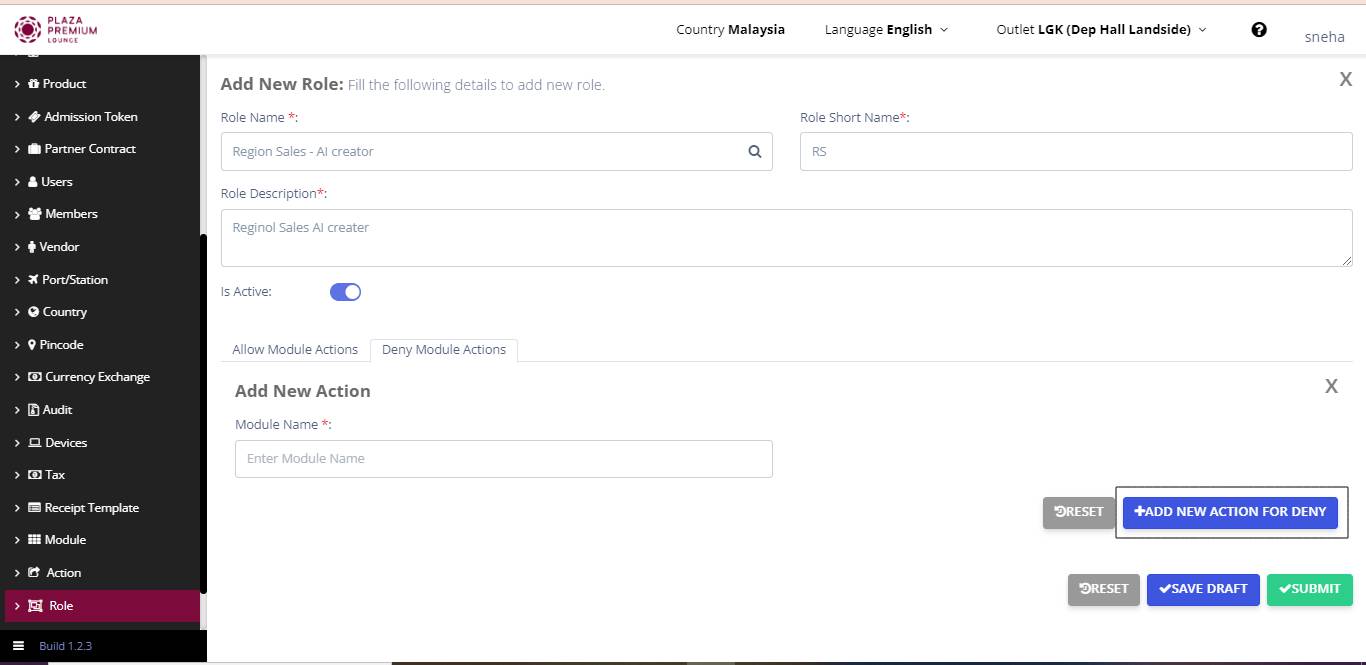 PLAZA
PREMIUM
LOUNGE
Country Malaysia
Language English
Outlet LGK (Dep Hall Landside)
sneha
Product
Admission Token
Partner Contract
Users
Members
Vendor
Port/Station
Country
Pincode
Currency Exchange
Audit
Devices
Tax
Receipt Template
Module
Action
Role
Build 1.2.3
Add New Role: Fill the following details to add new role.
X
Role Name *:
Role Short Name*:
Region Sales - AI creator
RS
Role Description*:
Reginol Sales AI creater
Is Active:
Allow Module Actions
Deny Module Actions
Add New Action
X
Module Name *:
Enter Module Name
RESET
ADD NEW ACTION FOR DENY
RESET
SAVE DRAFT
SUBMIT